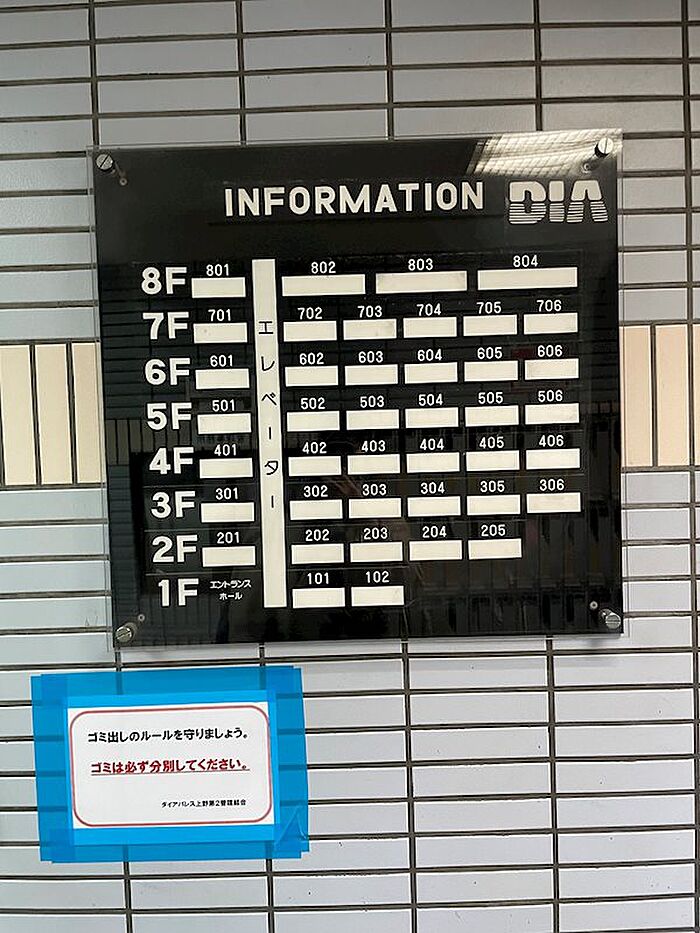 INFORMATION DIA
8F 801 802 803 804
7F 701 702 703 704 705 706
6F 601 602 603 604 605 606
5F 501 502 503 504 505 506
4F 401 402 403 404 405 406
3F 301 302 303 304 305 306
2F 201 202 203 204 205
1F エントランスホール 101 102
エレベーター
ゴミ出しのルールを守りましょう。
ゴミは必ず分別してください。
ダイアパレス上野第2管理組合